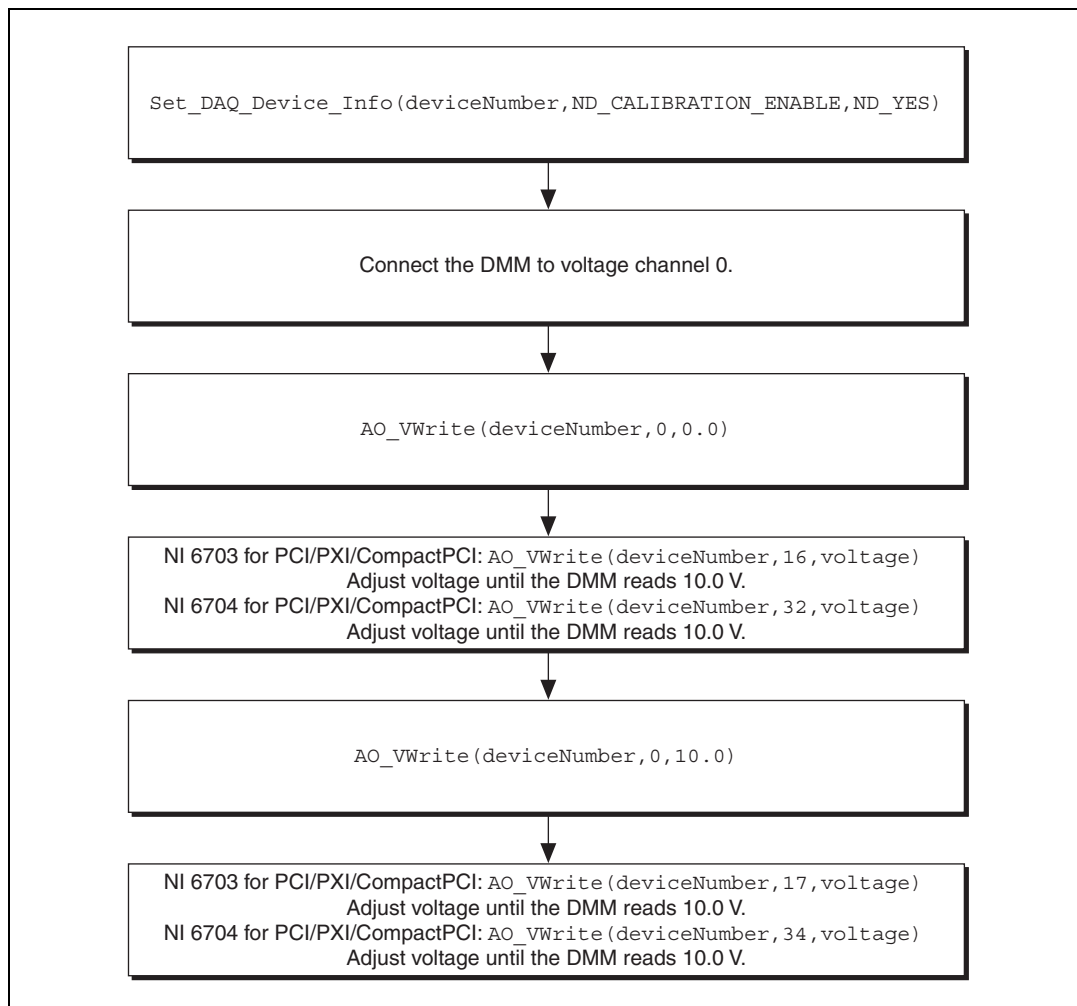 Set_DAQ_Device_Info(deviceNumber,ND_CALIBRATION_ENABLE,ND_YES)
Connect the DMM to voltage channel 0.
AO_VWrite(deviceNumber,0,0.0)
NI 6703 for PCI/PXI/CompactPCI: AO_VWrite(deviceNumber,16,voltage)
Adjust voltage until the DMM reads 10.0 V.
NI 6704 for PCI/PXI/CompactPCI: AO_VWrite(deviceNumber,32,voltage)
Adjust voltage until the DMM reads 10.0 V.
AO_VWrite(deviceNumber,0,10.0)
NI 6703 for PCI/PXI/CompactPCI: AO_VWrite(deviceNumber,17,voltage)
Adjust voltage until the DMM reads 10.0 V.
NI 6704 for PCI/PXI/CompactPCI: AO_VWrite(deviceNumber,34,voltage)
Adjust voltage until the DMM reads 10.0 V.